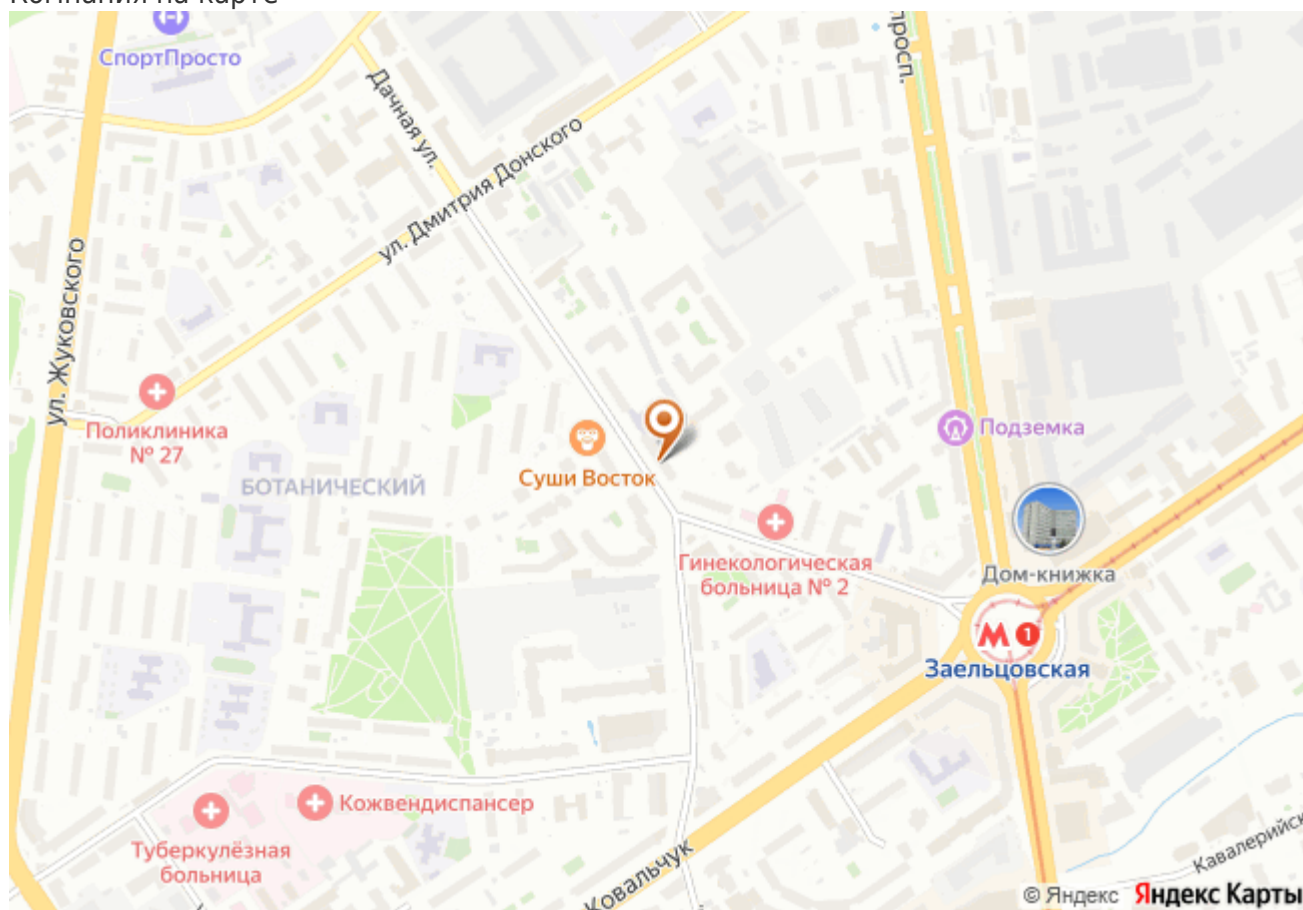 Компания на карте
СпортПросто
просп.
Дачная ул.
ул. Дмитрия Донского
ул. Жуковского
Поликлиника
№ 27
БОТАНИЧЕСКИЙ
Суши Восток
Подземка
Гинекологическая
больница № 2
Дом-книжка
М 1
Заельцовская
Кожвендиспансер
Туберкулёзная
больница
Ковальчук
Кавалерийск
© Яндекс Яндекс Карты